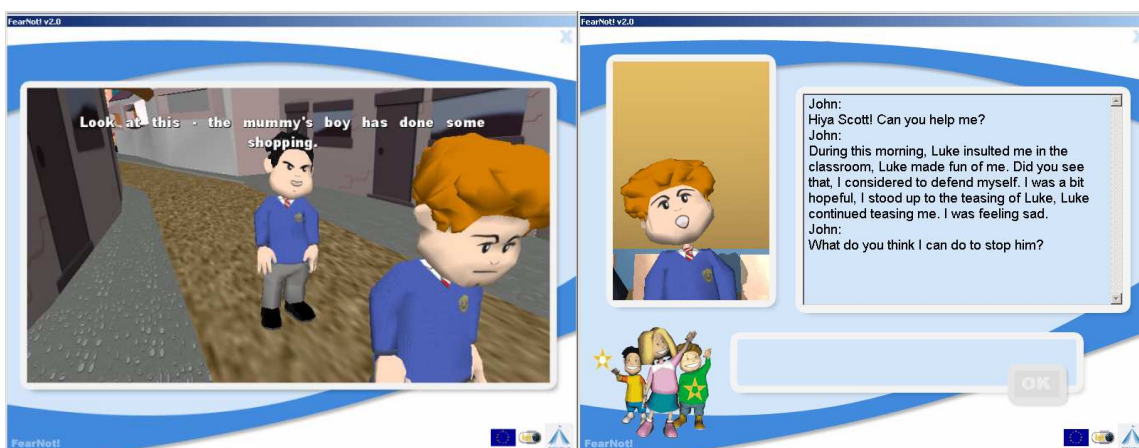 FearNot! v2.0
Look at this - the mummy's boy has done some
shopping.
FearNot!
FearNot! v2.0
John:
Hiya Scott! Can you help me?
John:
During this morning, Luke insulted me in the
classroom, Luke made fun of me. Did you see
that, I considered to defend myself. I was a bit
hopeful, I stood up to the teasing of Luke, Luke
continued teasing me. I was feeling sad.
John:
What do you think I can do to stop him?
OK
FearNot!